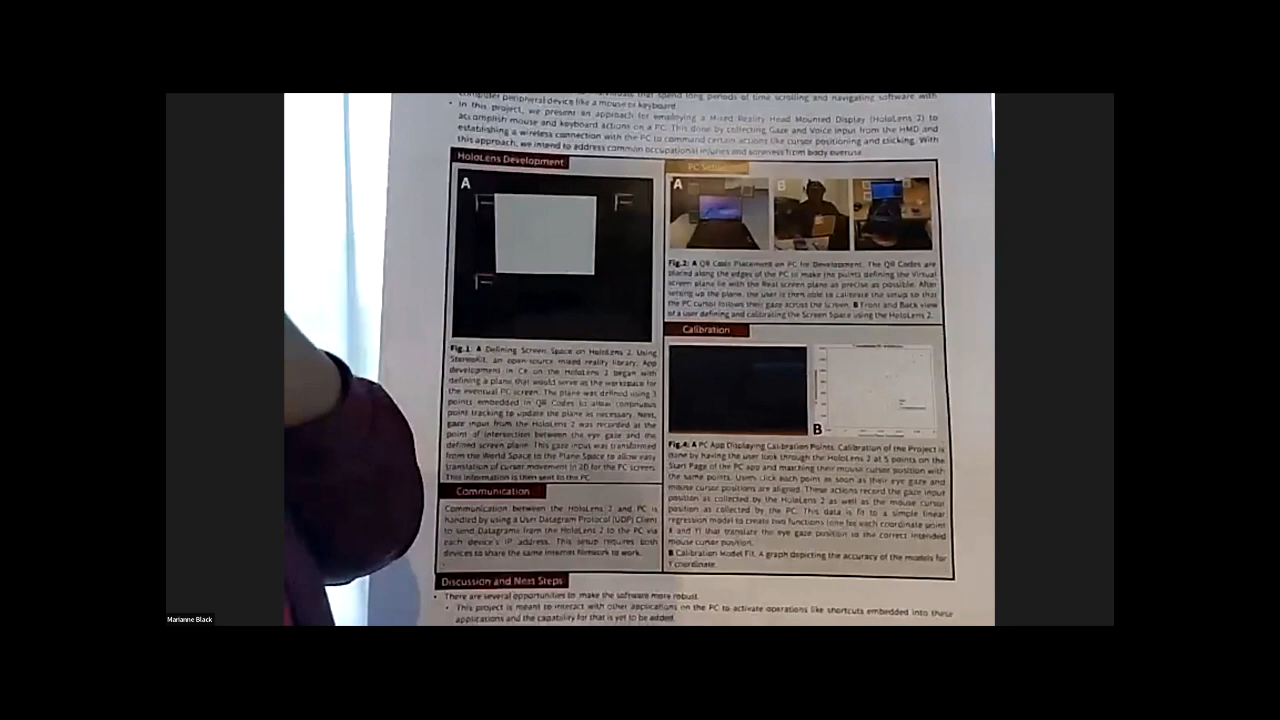 individuals that spend long periods of time scrolling and navigating software with
computer peripheral device like a mouse or keyboard.
• In this project, we present an approach for employing a Mixed Reality Head Mounted Display (HoloLens 2) to
accomplish mouse and keyboard actions on a PC. This done by collecting Gaze and Voice input from the HMD and
establishing a wireless connection with the PC to command certain actions like cursor positioning and clicking. With
this approach, we intend to address common occupational injuries and soreness from body overuse.
HoloLens Development
A
Fig.1: A Defining Screen Space on HoloLens 2. Using
StereoKit, an open-source mixed reality library, App
development in C# on the HoloLens 2 began with
defining a plane that would serve as the workspace for
the eventual PC screen. The plane was defined using 3
points embedded in QR Codes to allow continuous
point tracking to update the plane as necessary. Next,
gaze input from the HoloLens 2 was recorded at the
point of intersection between the eye gaze and the
defined screen plane. This gaze input was transformed
from the World Space to the Plane Space to allow easy
translation of cursor movement in 2D for the PC screen.
This information is then sent to the PC.
Communication
Communication between the HoloLens 2 and PC is
handled by using a User Datagram Protocol (UDP) Client
to send Datagrams from the HoloLens 2 to the PC via
each device's IP address. This setup requires both
devices to share the same Internet Network to work.
PC Setup
A
B
Fig.2: A QR Code Placement on PC for Development. The QR Codes are
placed along the edges of the PC to make the points defining the Virtual
screen plane lie with the Real screen plane as precise as possible. After
setting up the plane, the user is then able to calibrate the setup so that
the PC cursor follows their gaze across the screen. B Front and Back view
of a user defining and calibrating the Screen Space using the HoloLens 2.
Calibration
B
Fig.4: A PC App Displaying Calibration Points. Calibration of the Project is
done by having the user look through the HoloLens 2 at 5 points on the
Start Page of the PC app and matching their mouse cursor position with
the same points. Users click each point as soon as their eye gaze and
mouse cursor positions are aligned. These actions record the gaze input
position as collected by the HoloLens 2 as well as the mouse cursor
position as collected by the PC. This data is fit to a simple linear
regression model to create two functions (one for each coordinate point
X and Y) that translate the eye gaze position to the correct intended
mouse cursor position.
B Calibration Model Fit. A graph depicting the accuracy of the models for
Y coordinate.
Discussion and Next Steps
• There are several opportunities to make the software more robust.
• This project is meant to interact with other applications on the PC to activate operations like shortcuts embedded into these
applications and the capability for that is yet to be added.
Marianne Black